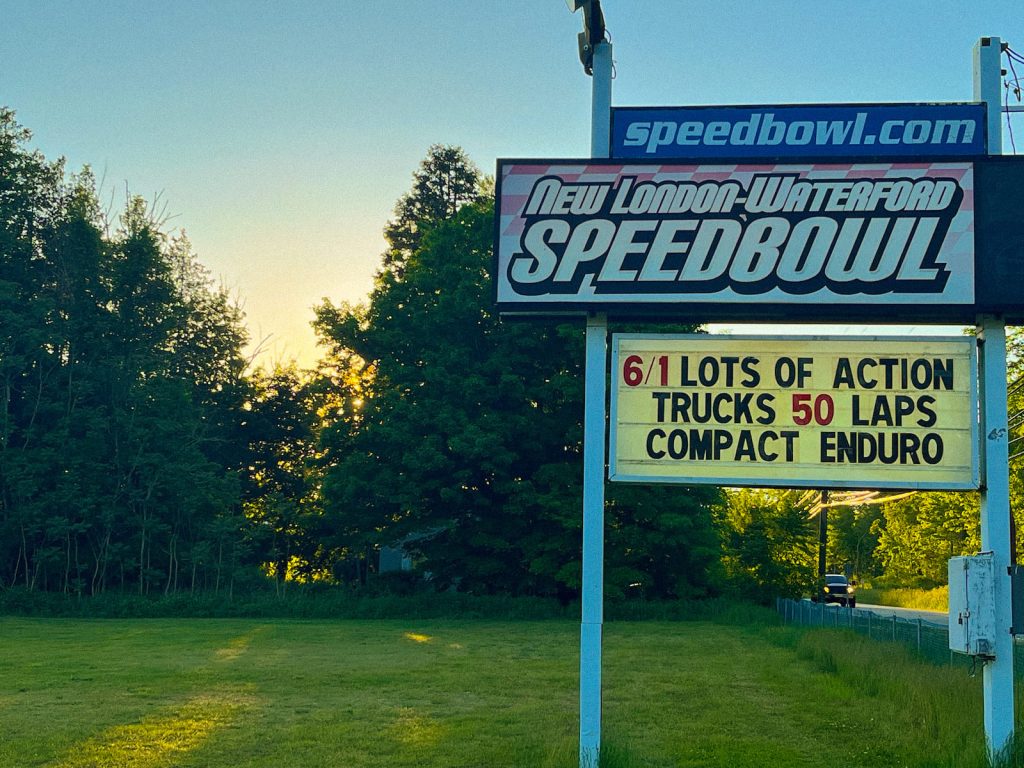 speedbowl.com
NEW LONDON-WATERFORD
SPEEDBOWL
6/1 LOTS OF ACTION
TRUCKS 50 LAPS
COMPACT ENDURO